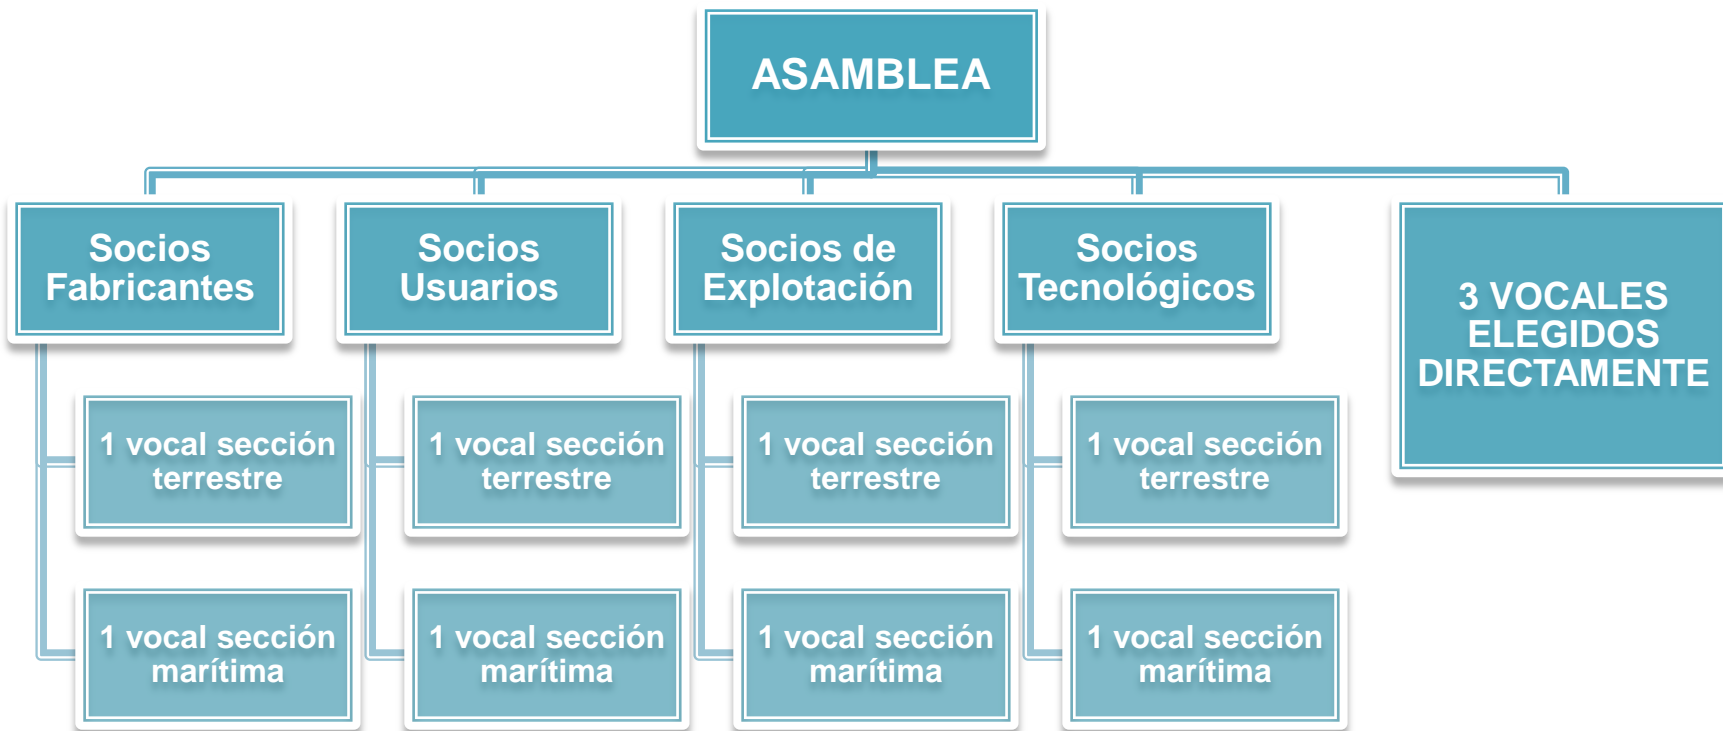 ASAMBLEA
Socios
Fabricantes
Socios
Usuarios
Socios de
Explotación
Socios
Tecnológicos
3 VOCALES
ELEGIDOS
DIRECTAMENTE
1 vocal sección
terrestre
1 vocal sección
terrestre
1 vocal sección
terrestre
1 vocal sección
terrestre
1 vocal sección
marítima
1 vocal sección
marítima
1 vocal sección
marítima
1 vocal sección
marítima